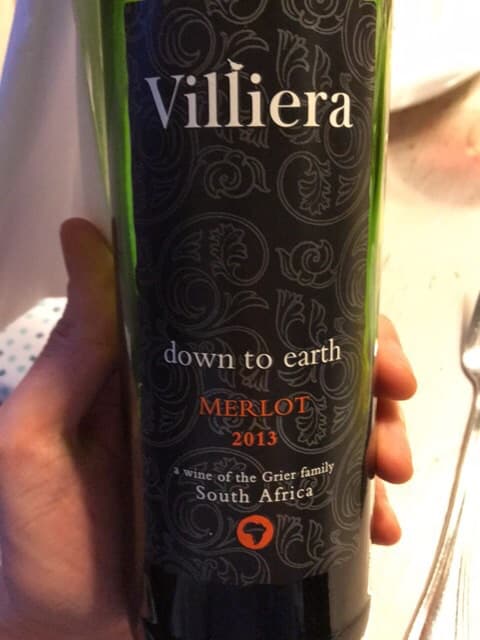 Villiera
down to earth
MERLOT
2013
a wine of the Grier family
South Africa